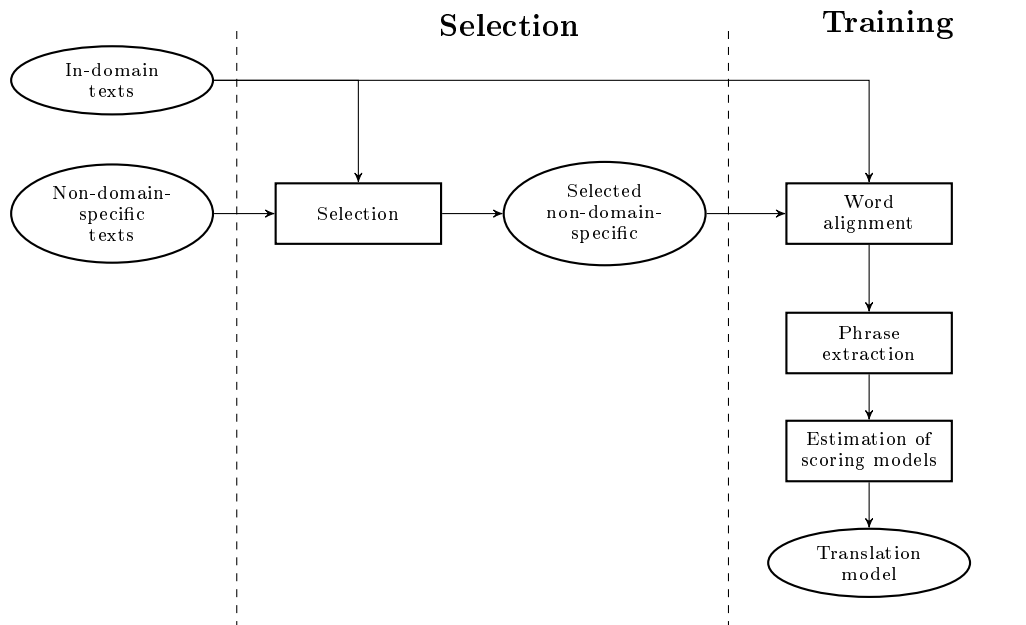 Selection
Training
In-domain
texts
Non-domain-
specific
texts
Selection
Selected
non-domain-
specific
Word
alignment
Phrase
extraction
Estimation of
scoring models
Translation
model